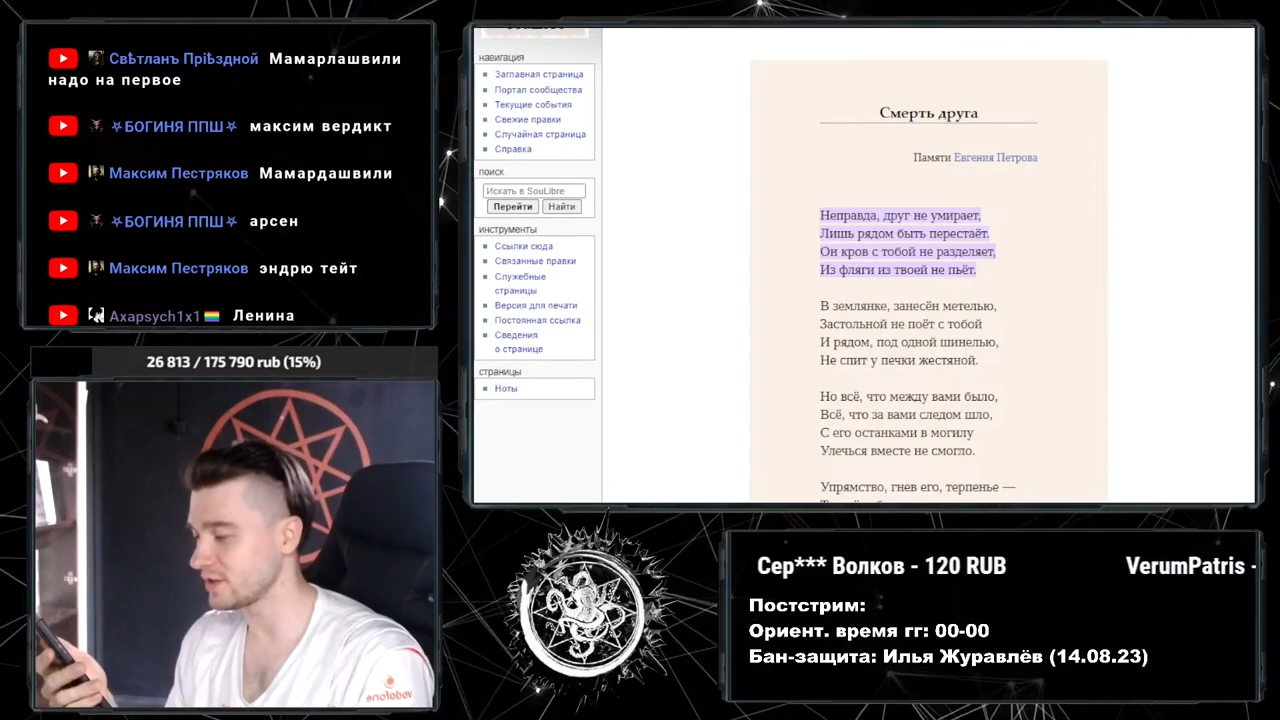 Свѣтланъ Прiѣздной Мамарлашвили
надо на первое
⛧БОГИНЯ ППШ⛧ максим вердикт
Максим Пестряков Мамардашвили
⛧БОГИНЯ ППШ⛧ арсен
Максим Пестряков эндрю тейт
Axapsych1x1 Ленина
26 813 / 175 790 rub (15%)
навигация
Заглавная страница
Портал сообщества
Текущие события
Свежие правки
Случайная страница
Справка
поиск
Искать в SouLibre
Перейти Найти
инструменты
Ссылки сюда
Связанные правки
Служебные
страницы
Версия для печати
Постоянная ссылка
Сведения
о странице
страницы
Ноты
Смерть друга
Памяти Евгения Петрова
Неправда, друг не умирает,
Лишь рядом быть перестаёт.
Он кров с тобой не разделяет,
Из фляги из твоей не пьёт.
В землянке, занесён метелью,
Застольной не поёт с тобой
И рядом, под одной шинелью,
Не спит у печки жестяной.
Но всё, что между вами было,
Всё, что за вами следом шло,
С его останками в могилу
Улечься вместе не смогло.
Упрямство, гнев его, терпенье —
Сер*** Волков - 120 RUB VerumPatris -
Постстрим:
Ориент. время гг: 00-00
Бан-защита: Илья Журавлёв (14.08.23)